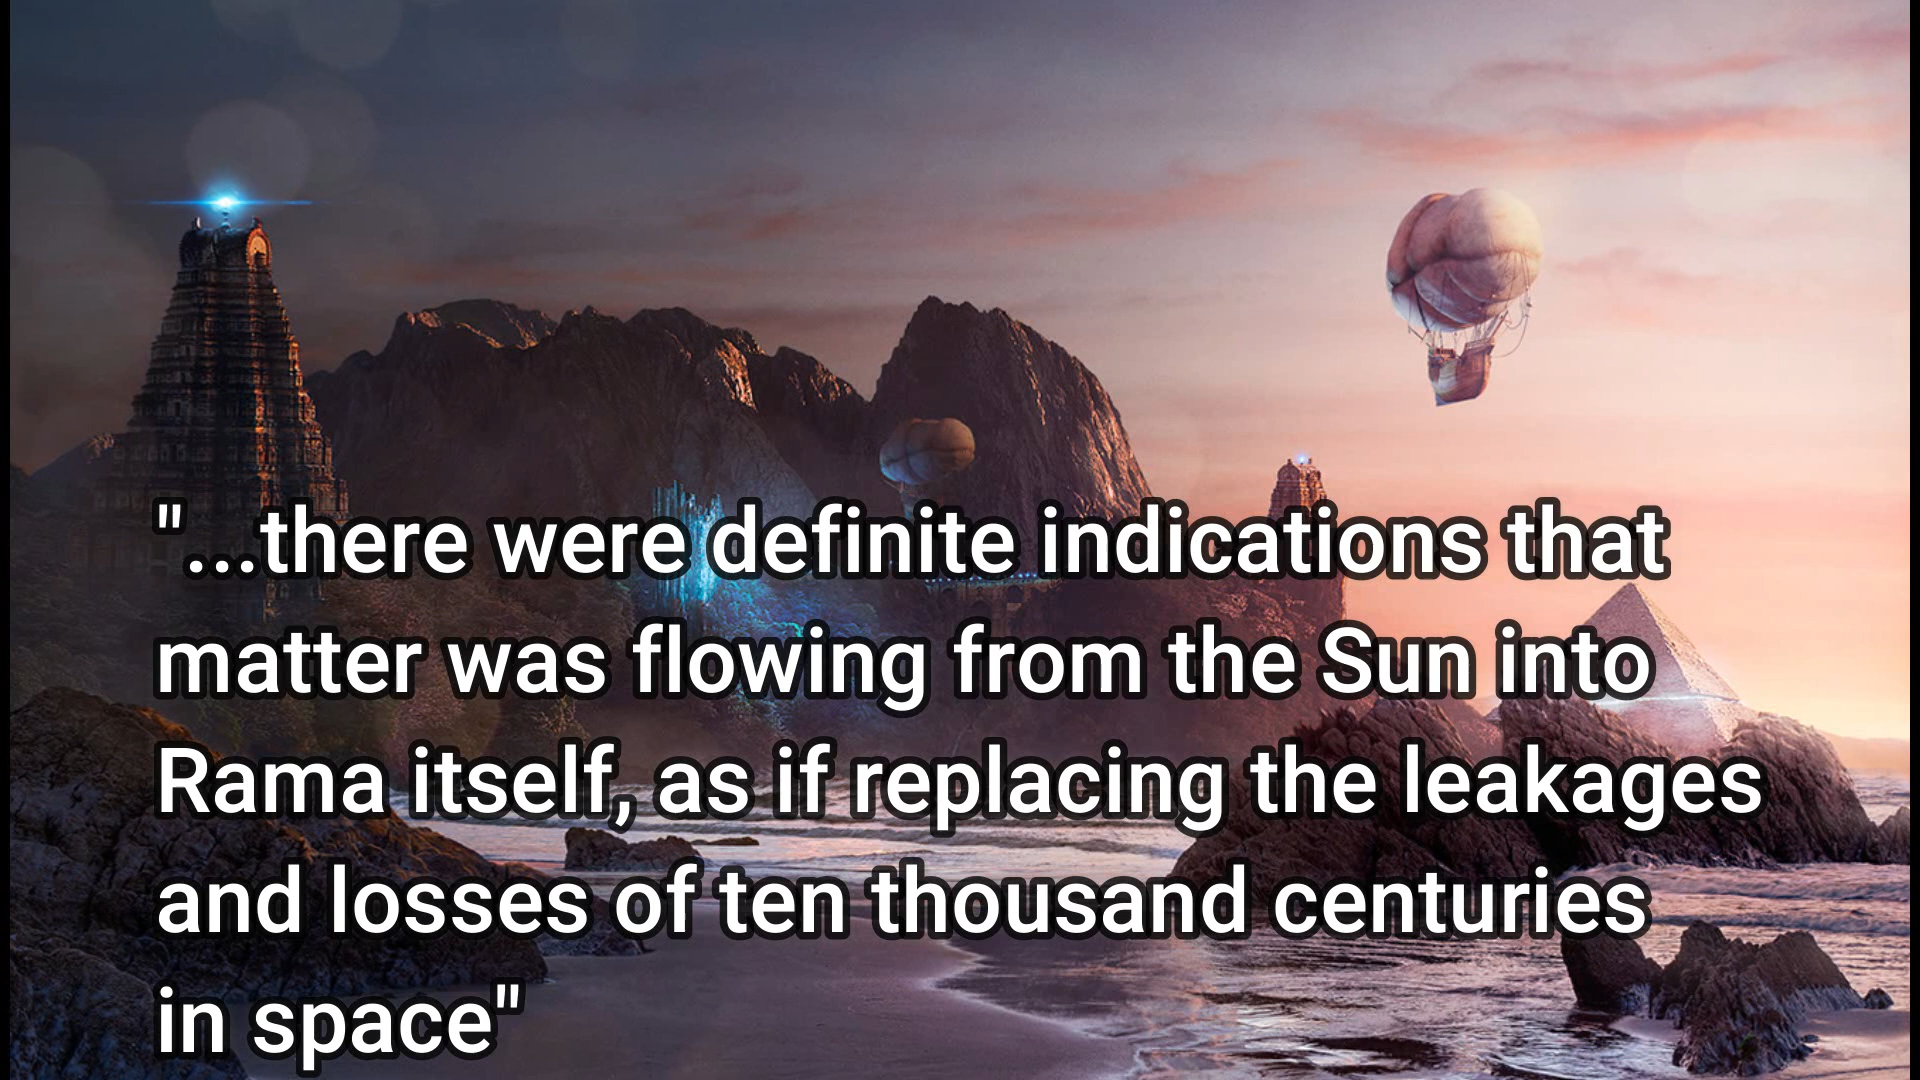 "...there were definite indications that
matter was flowing from the Sun into
Rama itself, as if replacing the leakages
and losses of ten thousand centuries
in space"